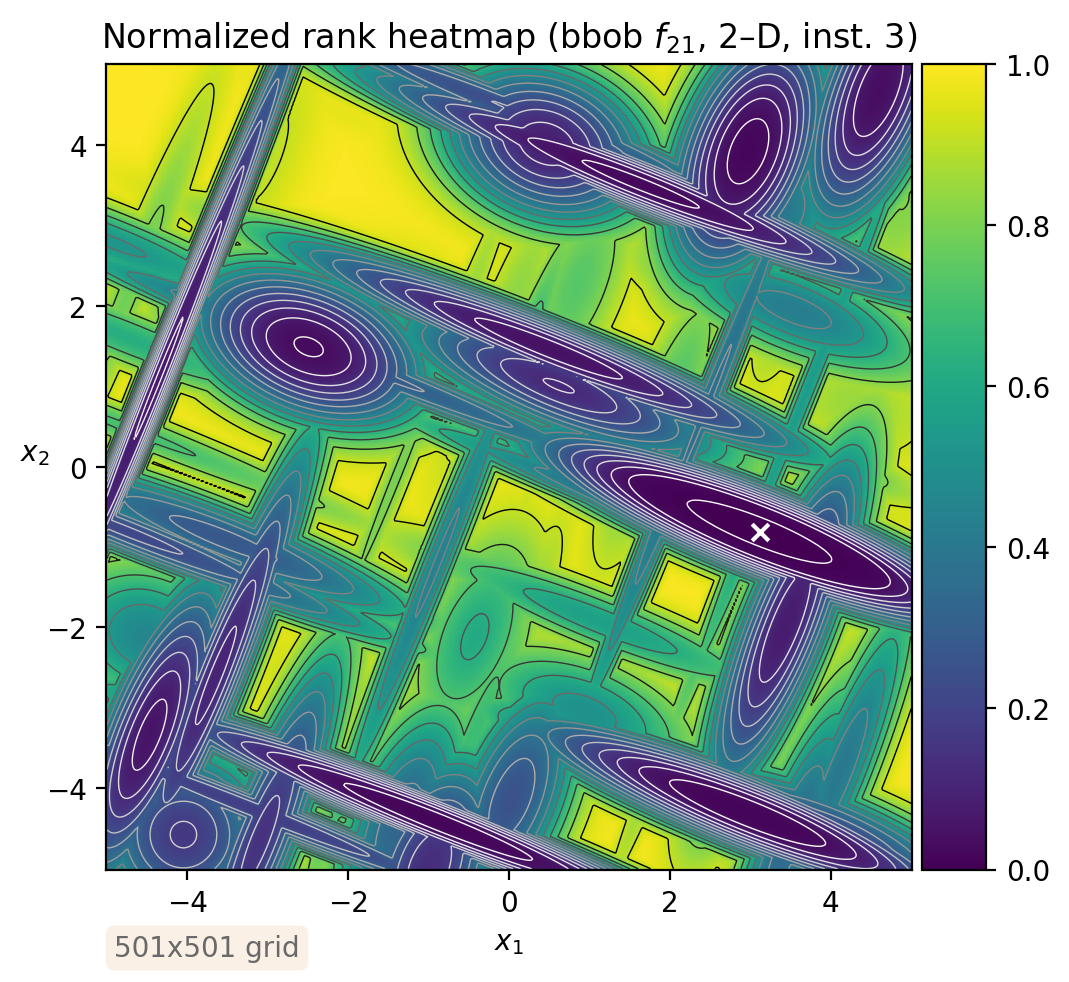 Normalized rank heatmap (bbob f21, 2–D, inst. 3)
1.0
0.8
0.6
0.4
0.2
0.0
4
2
0
−2
−4
x2
−4 −2 0 2 4
x1
501x501 grid